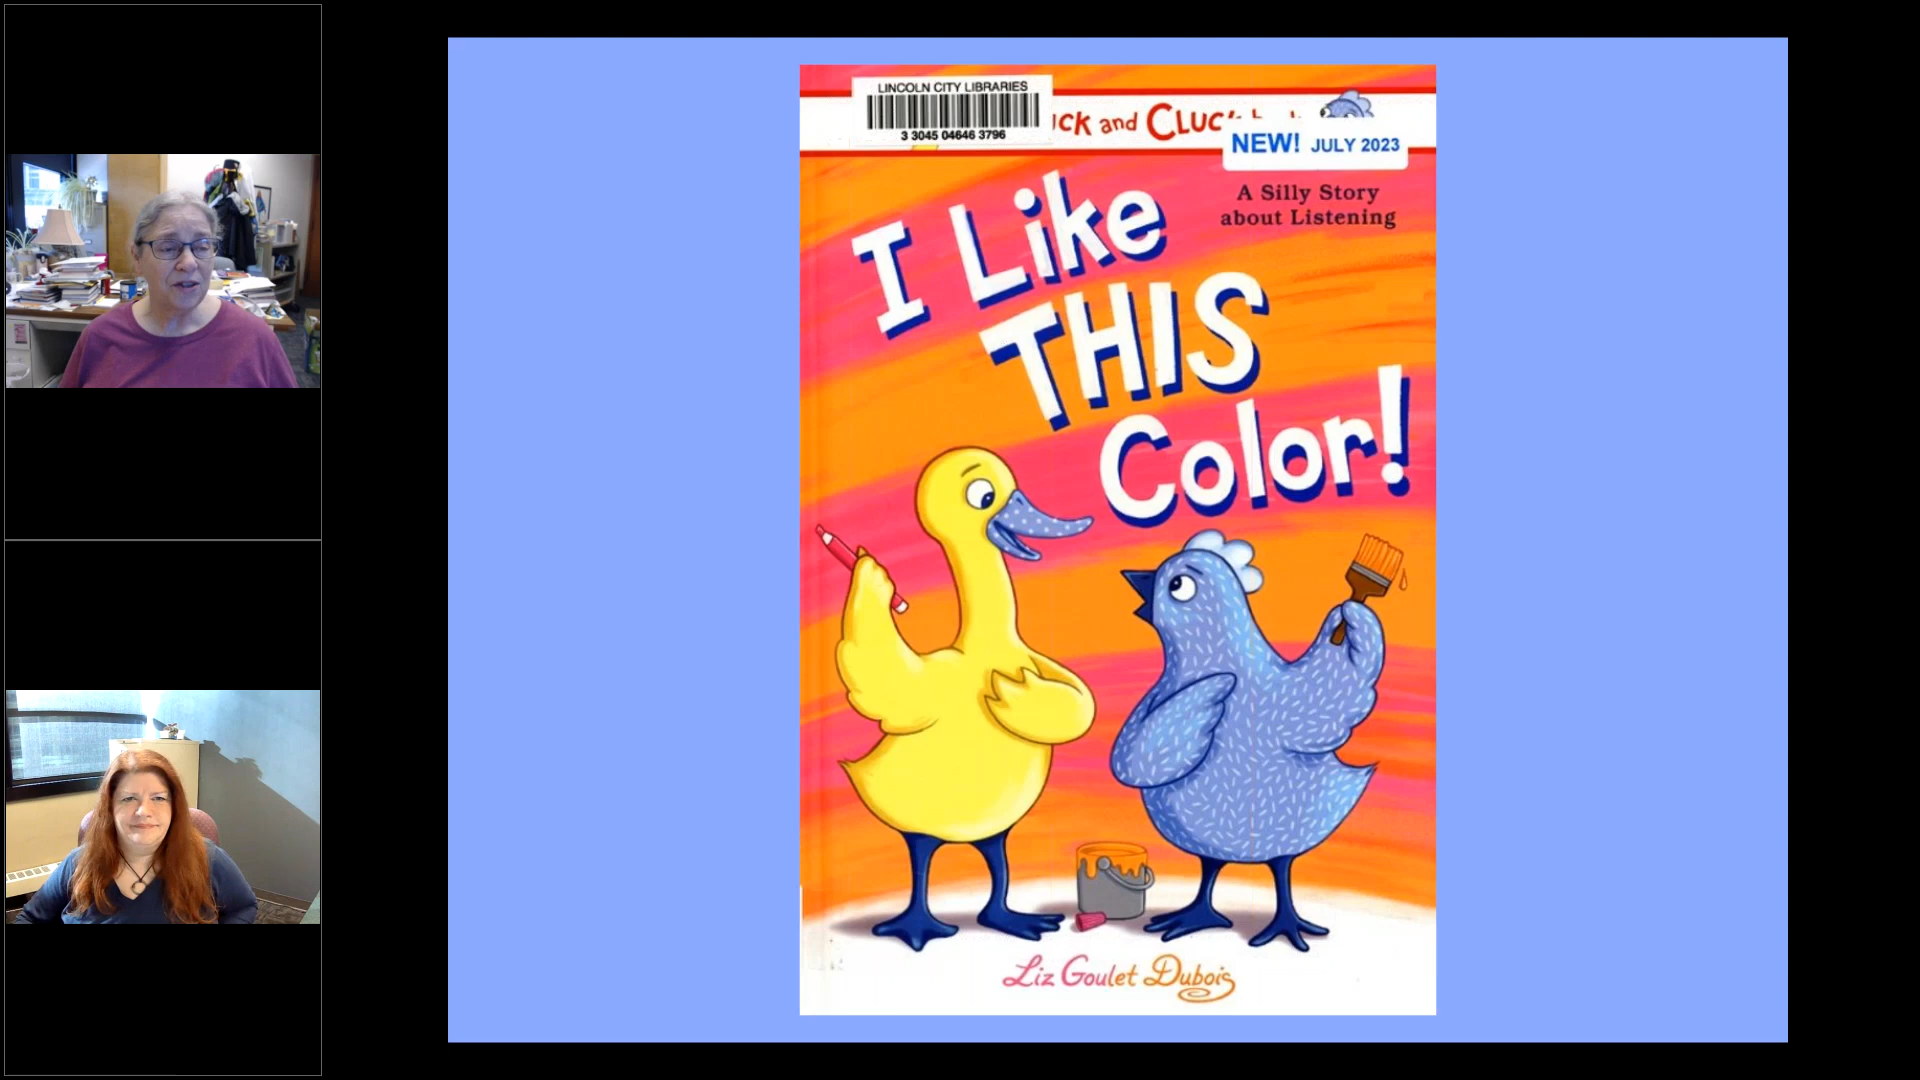 LINCOLN CITY LIBRARIES
3 3045 04646 3796
and
NEW! JULY 2023
A Silly Story
about Listening
I Like
THIS
Color!
Liz Goulet Dubois